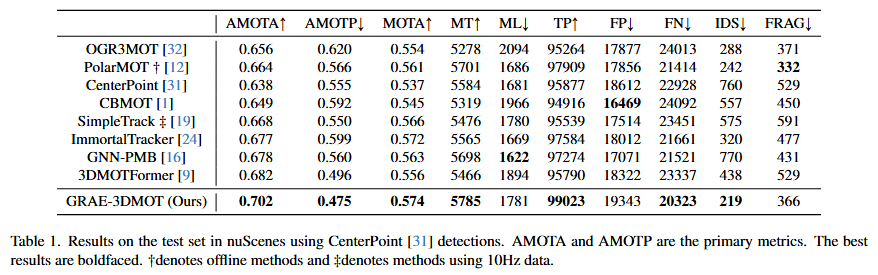 AMOTA↑ AMOTP↓ MOTA↑ MT↑ ML↓ TP↑ FP↓ FN↓ IDS↓ FRAG↓
OGR3MOT [32] 0.656 0.620 0.554 5278 2094 95264 17877 24013 288 371
PolarMOT † [12] 0.664 0.566 0.561 5701 1686 97909 17856 21414 242 332
CenterPoint [31] 0.638 0.555 0.537 5584 1681 95877 18612 22928 760 529
CBMOT [1] 0.649 0.592 0.545 5319 1966 94916 16469 24092 557 450
SimpleTrack ‡ [19] 0.668 0.550 0.566 5476 1780 95539 17514 23451 575 591
ImmortalTracker [24] 0.677 0.599 0.572 5565 1669 97584 18012 21661 320 477
GNN-PMB [16] 0.678 0.560 0.563 5698 1622 97274 17071 21521 770 431
3DMOTFormer [9] 0.682 0.496 0.556 5466 1894 95790 18322 23337 438 529
GRAE-3DMOT (Ours) 0.702 0.475 0.574 5785 1781 99023 19343 20323 219 366
Table 1. Results on the test set in nuScenes using CenterPoint [31] detections. AMOTA and AMOTP are the primary metrics. The best
results are boldfaced. †denotes offline methods and ‡denotes methods using 10Hz data.